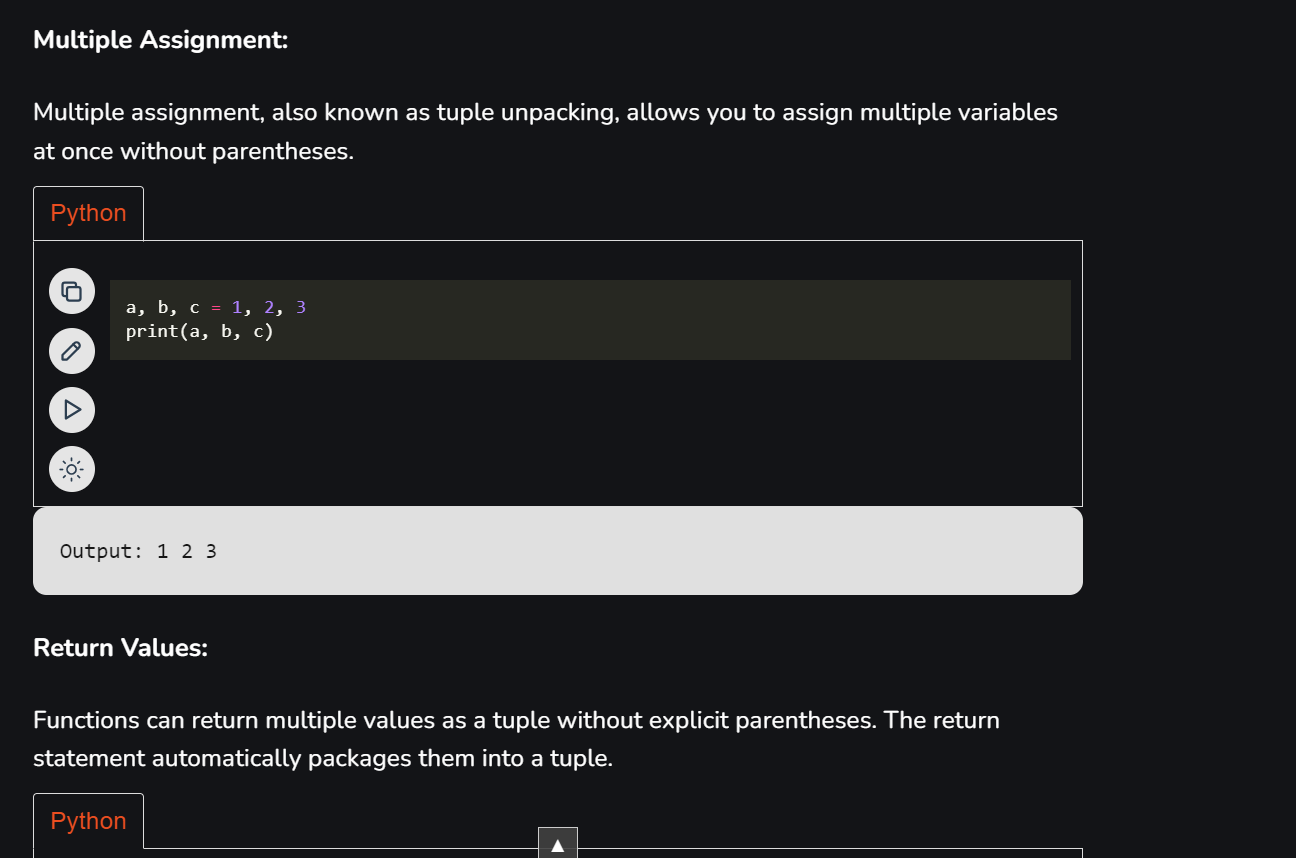 Multiple Assignment:
Multiple assignment, also known as tuple unpacking, allows you to assign multiple variables
at once without parentheses.
Python
a, b, c = 1, 2, 3
print(a, b, c)
Output: 1 2 3
Return Values:
Functions can return multiple values as a tuple without explicit parentheses. The return
statement automatically packages them into a tuple.
Python